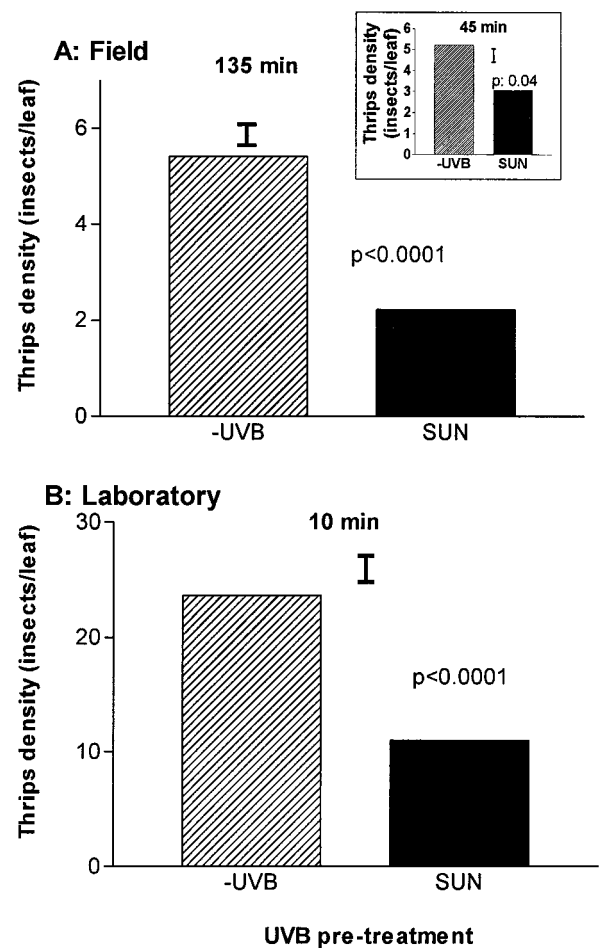 A: Field
135 min
Thrips density (insects/leaf)
6
4
2
0
p<0.0001
-UVB
SUN
45 min
Thrips density
(insects/leaf)
6
5
4
3
2
1
0
p: 0.04
-UVB
SUN
B: Laboratory
10 min
Thrips density (insects/leaf)
30
20
10
0
p<0.0001
-UVB
SUN
UVB pre-treatment